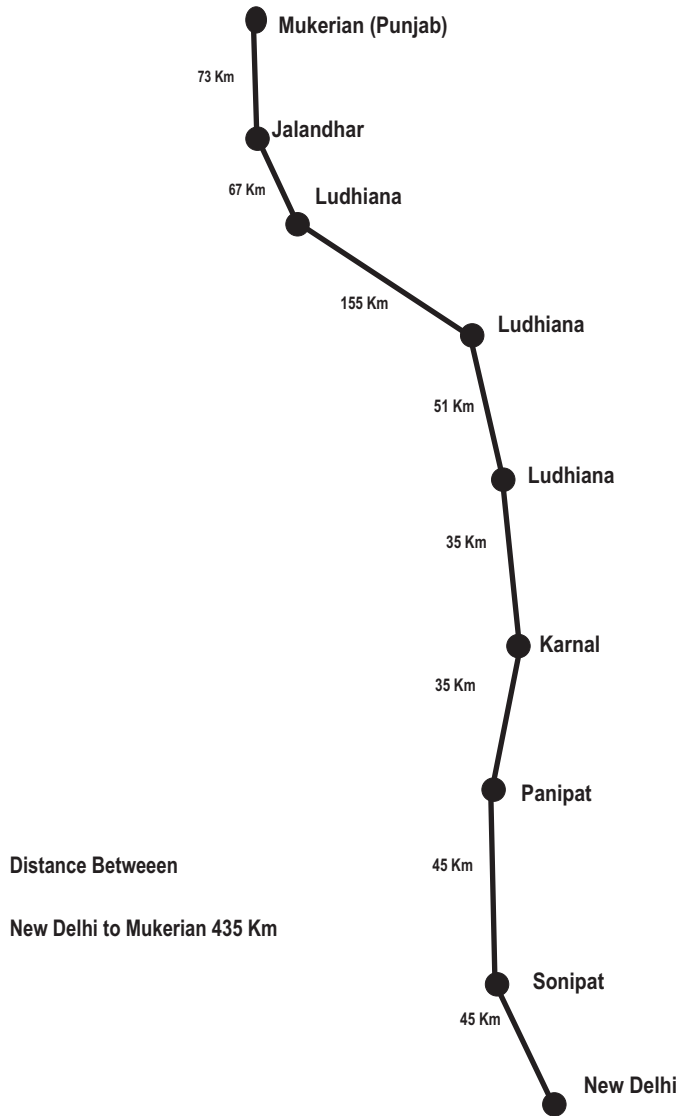 Mukerian (Punjab)
73 Km
Jalandhar
67 Km
Ludhiana
155 Km
Ludhiana
51 Km
Ludhiana
35 Km
Karnal
35 Km
Panipat
Distance Betweeen
45 Km
New Delhi to Mukerian 435 Km
Sonipat
45 Km
New Delhi